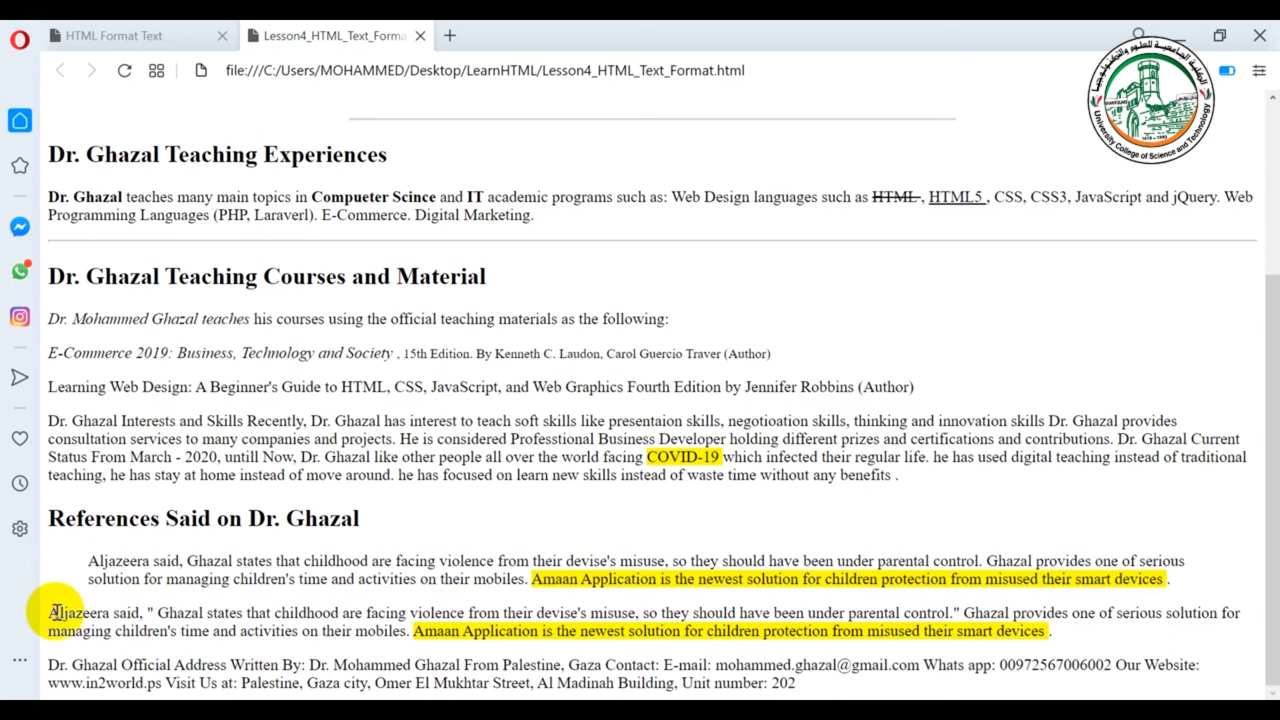 HTML Format Text
Lesson4_HTML_Text_Forma
file:///C:/Users/MOHAMMED/Desktop/LearnHTML/Lesson4_HTML_Text_Format.html
الكلية الجامعية للعلوم والتكنولوجيا
University College of Science and Technology
Dr. Ghazal Teaching Experiences
Dr. Ghazal teaches many main topics in Compueter Scince and IT academic programs such as: Web Design languages such as HTML , HTML5 , CSS, CSS3, JavaScript and jQuery. Web
Programming Languages (PHP, Laraverl). E-Commerce. Digital Marketing.
Dr. Ghazal Teaching Courses and Material
Dr. Mohammed Ghazal teaches his courses using the official teaching materials as the following:
E-Commerce 2019: Business, Technology and Society , 15th Edition. By Kenneth C. Laudon, Carol Guercio Traver (Author)
Learning Web Design: A Beginner's Guide to HTML, CSS, JavaScript, and Web Graphics Fourth Edition by Jennifer Robbins (Author)
Dr. Ghazal Interests and Skills Recently, Dr. Ghazal has interest to teach soft skills like presentaion skills, negotioation skills, thinking and innovation skills Dr. Ghazal provides
consultation services to many companies and projects. He is considered Professtional Business Developer holding different prizes and certifications and contributions. Dr. Ghazal Current
Status From March - 2020, untill Now, Dr. Ghazal like other people all over the world facing COVID-19 which infected their regular life. he has used digital teaching instead of traditional
teaching, he has stay at home instead of move around. he has focused on learn new skills instead of waste time without any benefits .
References Said on Dr. Ghazal
Aljazeera said, Ghazal states that childhood are facing violence from their devise's misuse, so they should have been under parental control. Ghazal provides one of serious
solution for managing children's time and activities on their mobiles. Amaan Application is the newest solution for children protection from misused their smart devices .
Aljazeera said, " Ghazal states that childhood are facing violence from their devise's misuse, so they should have been under parental control." Ghazal provides one of serious solution for
managing children's time and activities on their mobiles. Amaan Application is the newest solution for children protection from misused their smart devices .
Dr. Ghazal Official Address Written By: Dr. Mohammed Ghazal From Palestine, Gaza Contact: E-mail: mohammed.ghazal@gmail.com Whats app: 00972567006002 Our Website:
www.in2world.ps Visit Us at: Palestine, Gaza city, Omer El Mukhtar Street, Al Madinah Building, Unit number: 202